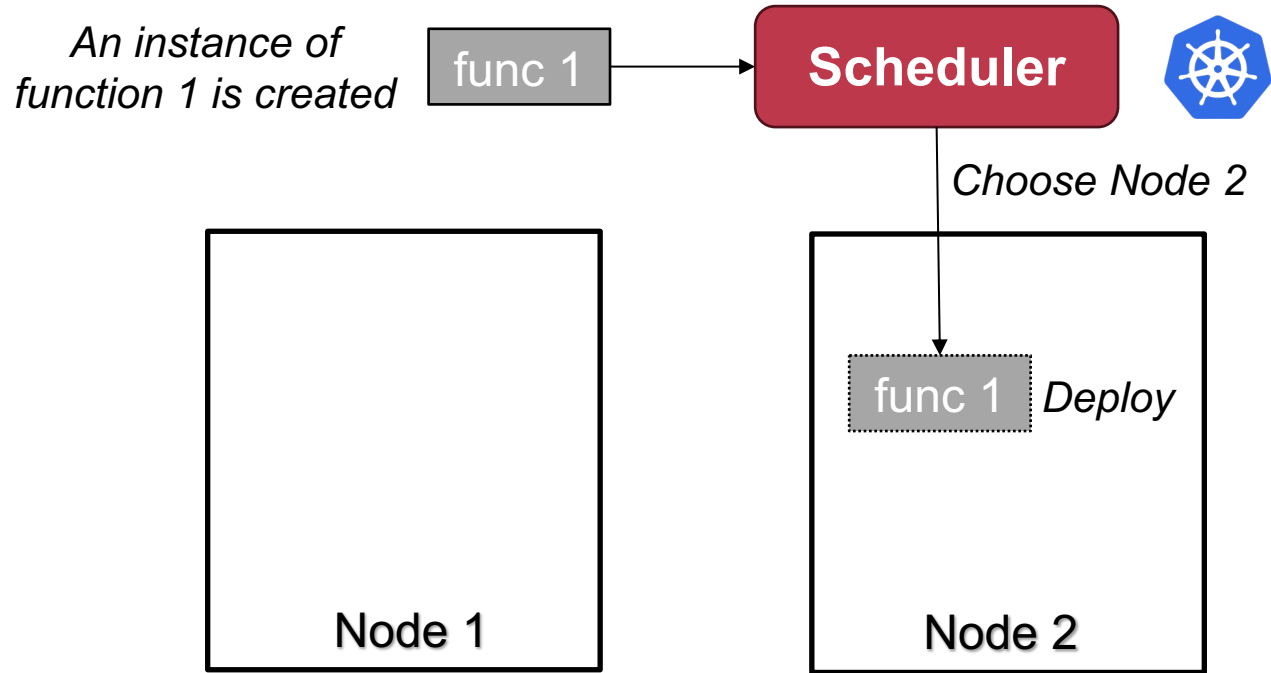 An instance of
function 1 is created
func 1
Scheduler
Choose Node 2
func 1
Deploy
Node 1
Node 2